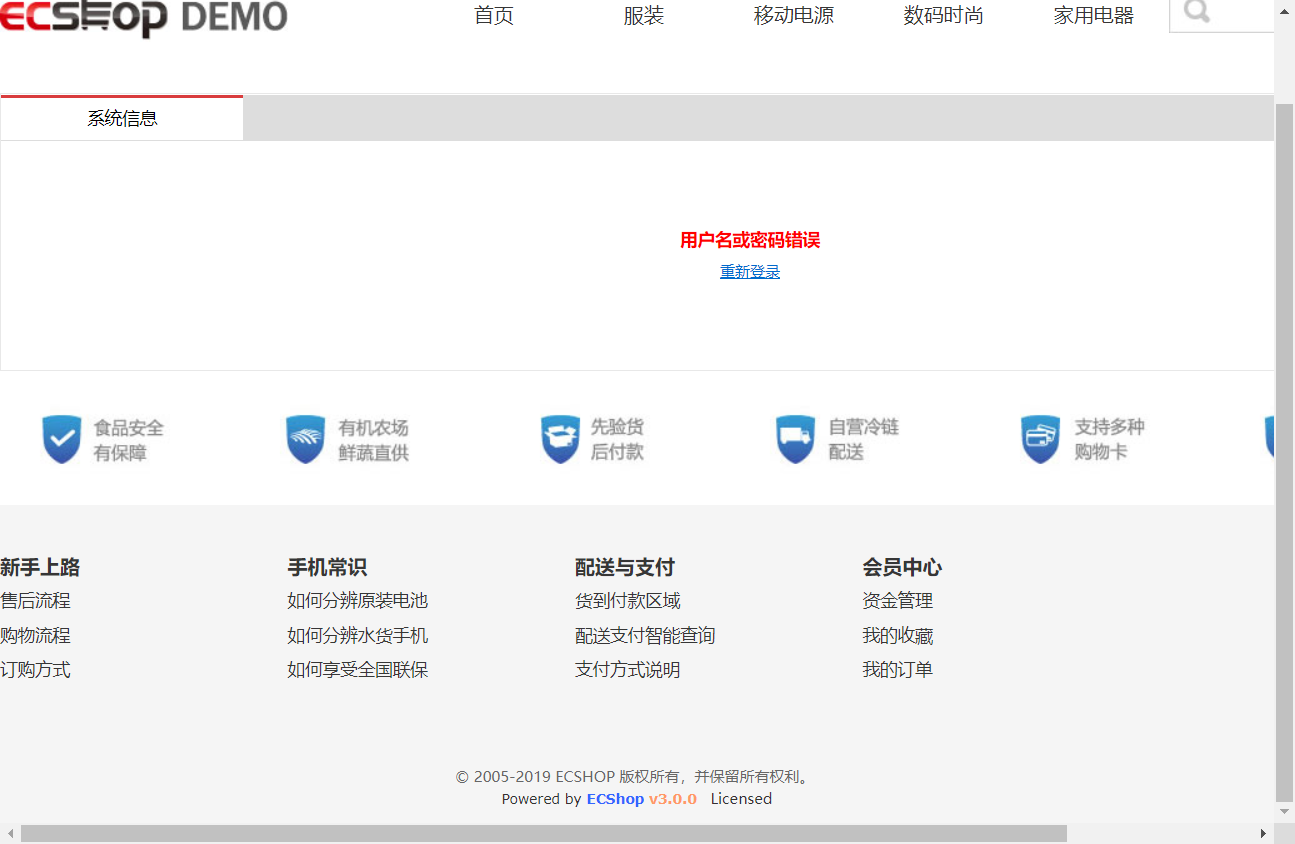 ECSHOP DEMO 首页 服装 移动电源 数码时尚 家用电器
系统信息
用户名或密码错误
重新登录
食品安全 有机农场 先验货 自营冷链 支持多种
有保障 鲜蔬直供 后付款 配送 购物卡
新手上路 手机常识 配送与支付 会员中心
售后流程 如何分辨原装电池 货到付款区域 资金管理
购物流程 如何分辨水货手机 配送支付智能查询 我的收藏
订购方式 如何享受全国联保 支付方式说明 我的订单
© 2005-2019 ECSHOP 版权所有，并保留所有权利。
Powered by ECShop v3.0.0 Licensed